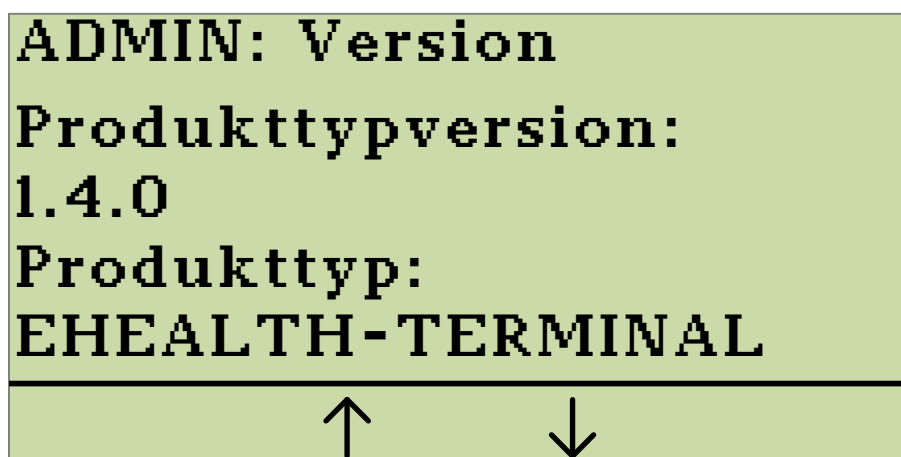 ADMIN: Version
Produkttypversion:
1.4.0
Produkttyp:
EHEALTH-TERMINAL